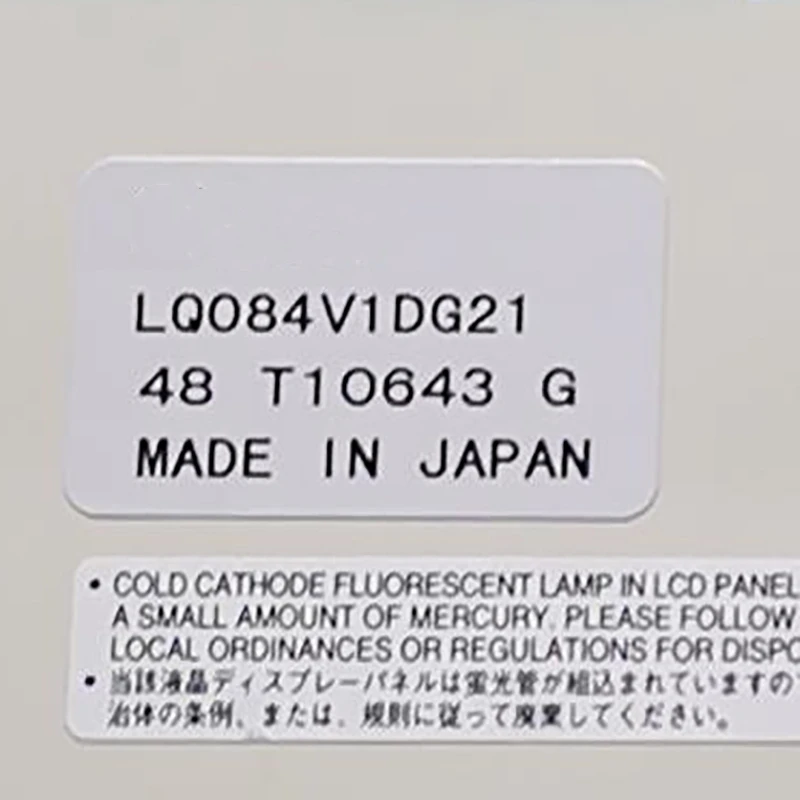 LQ084V1DG21
48 T10643 G
MADE IN JAPAN
• COLD CATHODE FLUORESCENT LAMP IN LCD PANEL
A SMALL AMOUNT OF MERCURY. PLEASE FOLLOW
LOCAL ORDINANCES OR REGULATIONS FOR DISPO
• 当該液晶ディスプレーパネルは蛍光管が組込まれていますので
治体の条例、または、規則に従って廃棄してください。